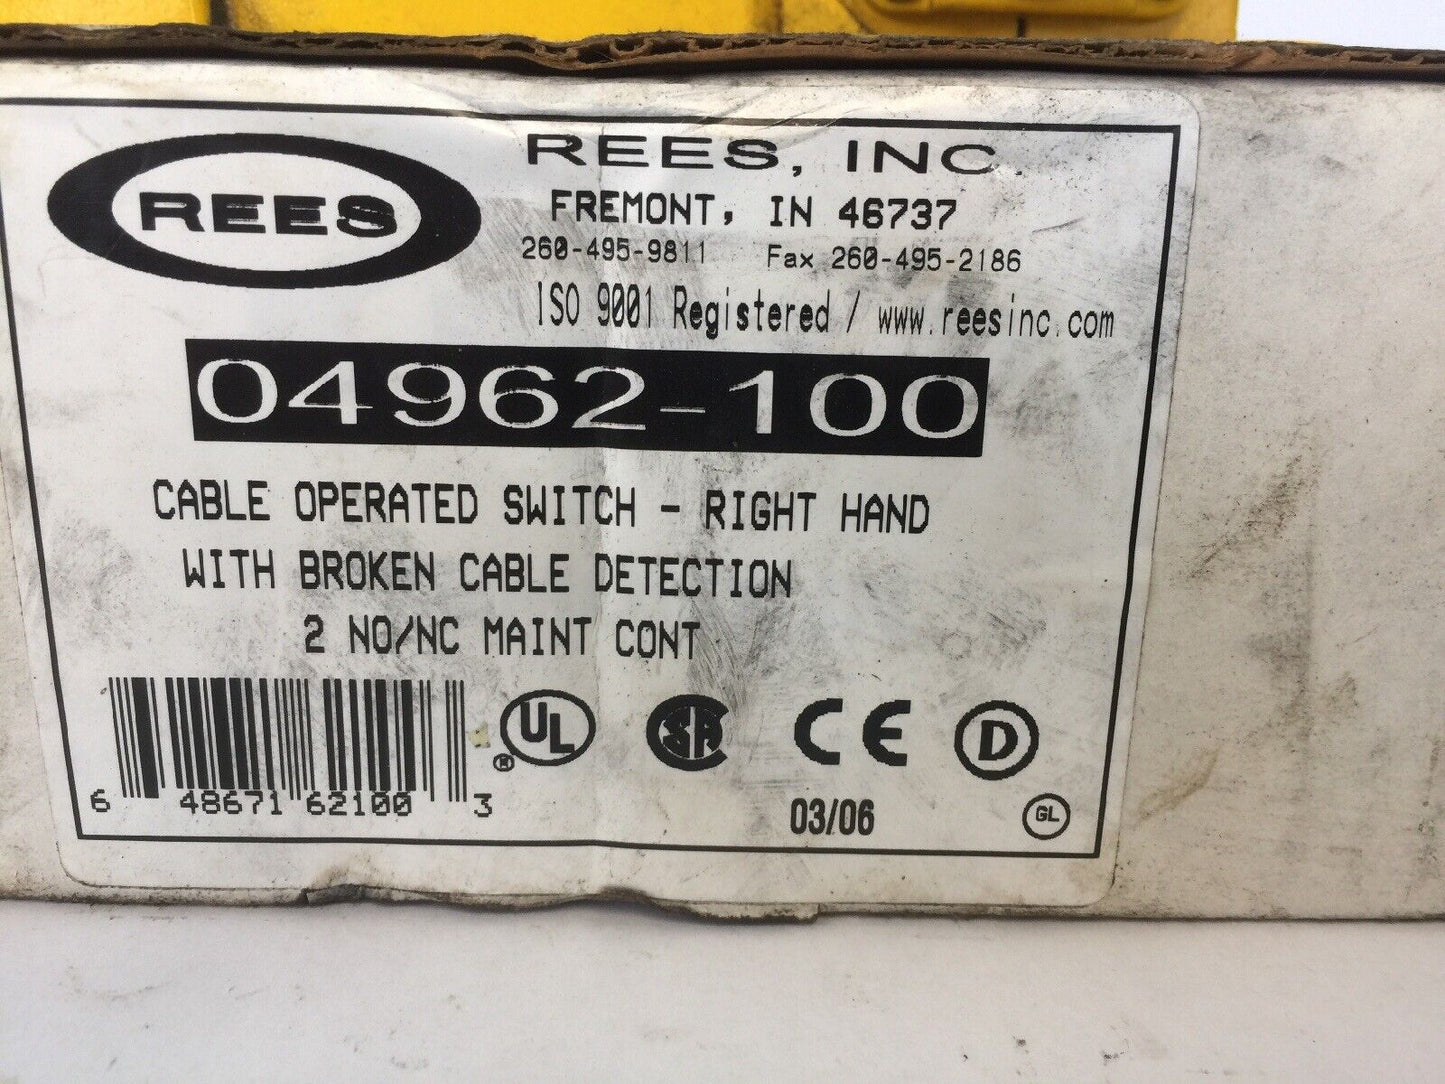 REES
REES, INC.
FREMONT, IN 46737
260-495-9811 Fax 260-495-2186
ISO 9001 Registered / www.reesinc.com
04962-100
CABLE OPERATED SWITCH - RIGHT HAND
WITH BROKEN CABLE DETECTION
2 NO/NC MAINT CONT
6 48671 62100 3
® UL SA CE D
03/06
GL